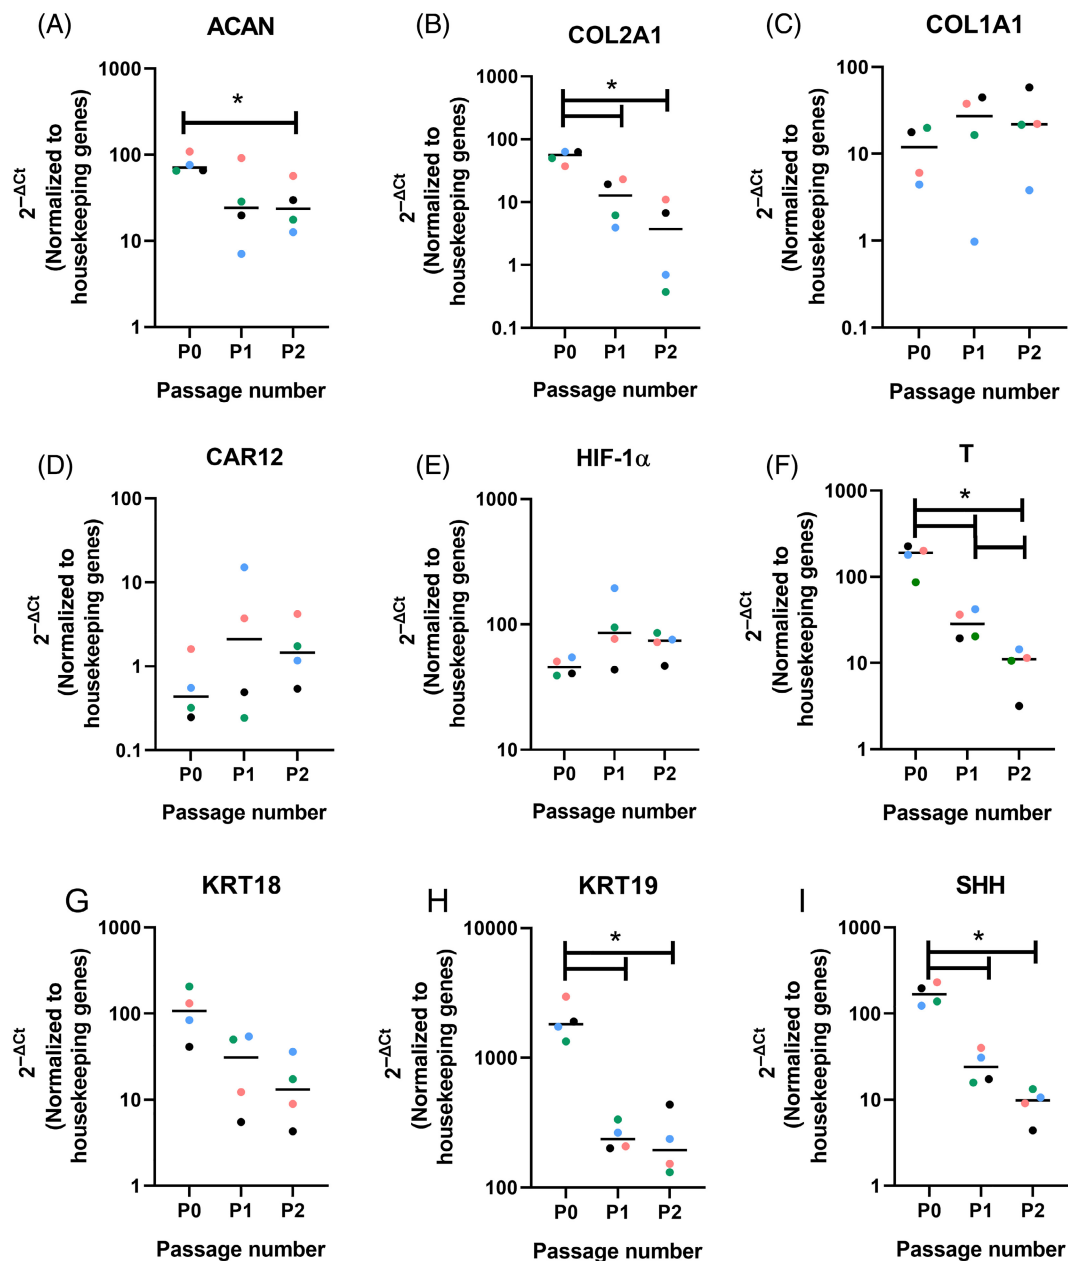 (A)
ACAN
2⁻ΔCt
(Normalized to
housekeeping genes)
1000
100
10
1
*
P0 P1 P2
Passage number
(B)
COL2A1
2⁻ΔCt
(Normalized to
housekeeping genes)
1000
100
10
1
0.1
*
P0 P1 P2
Passage number
(C)
COL1A1
2⁻ΔCt
(Normalized to
housekeeping genes)
100
10
1
0.1
P0 P1 P2
Passage number
(D)
CAR12
2⁻ΔCt
(Normalized to
housekeeping genes)
100
10
1
0.1
P0 P1 P2
Passage number
(E)
HIF-1α
2⁻ΔCt
(Normalized to
housekeeping genes)
1000
100
10
P0 P1 P2
Passage number
(F)
T
2⁻ΔCt
(Normalized to
housekeeping genes)
1000
100
10
1
*
P0 P1 P2
Passage number
G
KRT18
2⁻ΔCt
(Normalized to
housekeeping genes)
1000
100
10
1
P0 P1 P2
Passage number
H
KRT19
2⁻ΔCt
(Normalized to
housekeeping genes)
10000
1000
100
*
P0 P1 P2
Passage number
I
SHH
2⁻ΔCt
(Normalized to
housekeeping genes)
1000
100
10
1
*
P0 P1 P2
Passage number